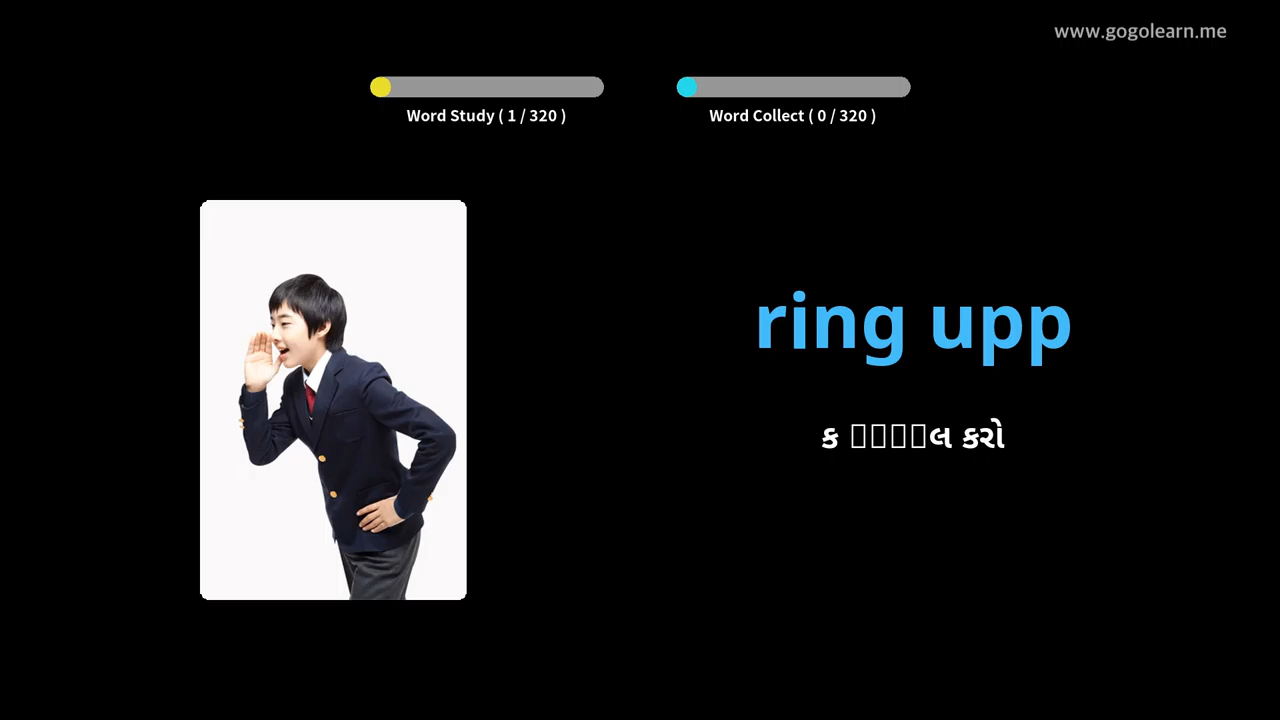 www.gogolearn.me
Word Study ( 1 / 320 )
Word Collect ( 0 / 320 )
ring upp
ક કરો